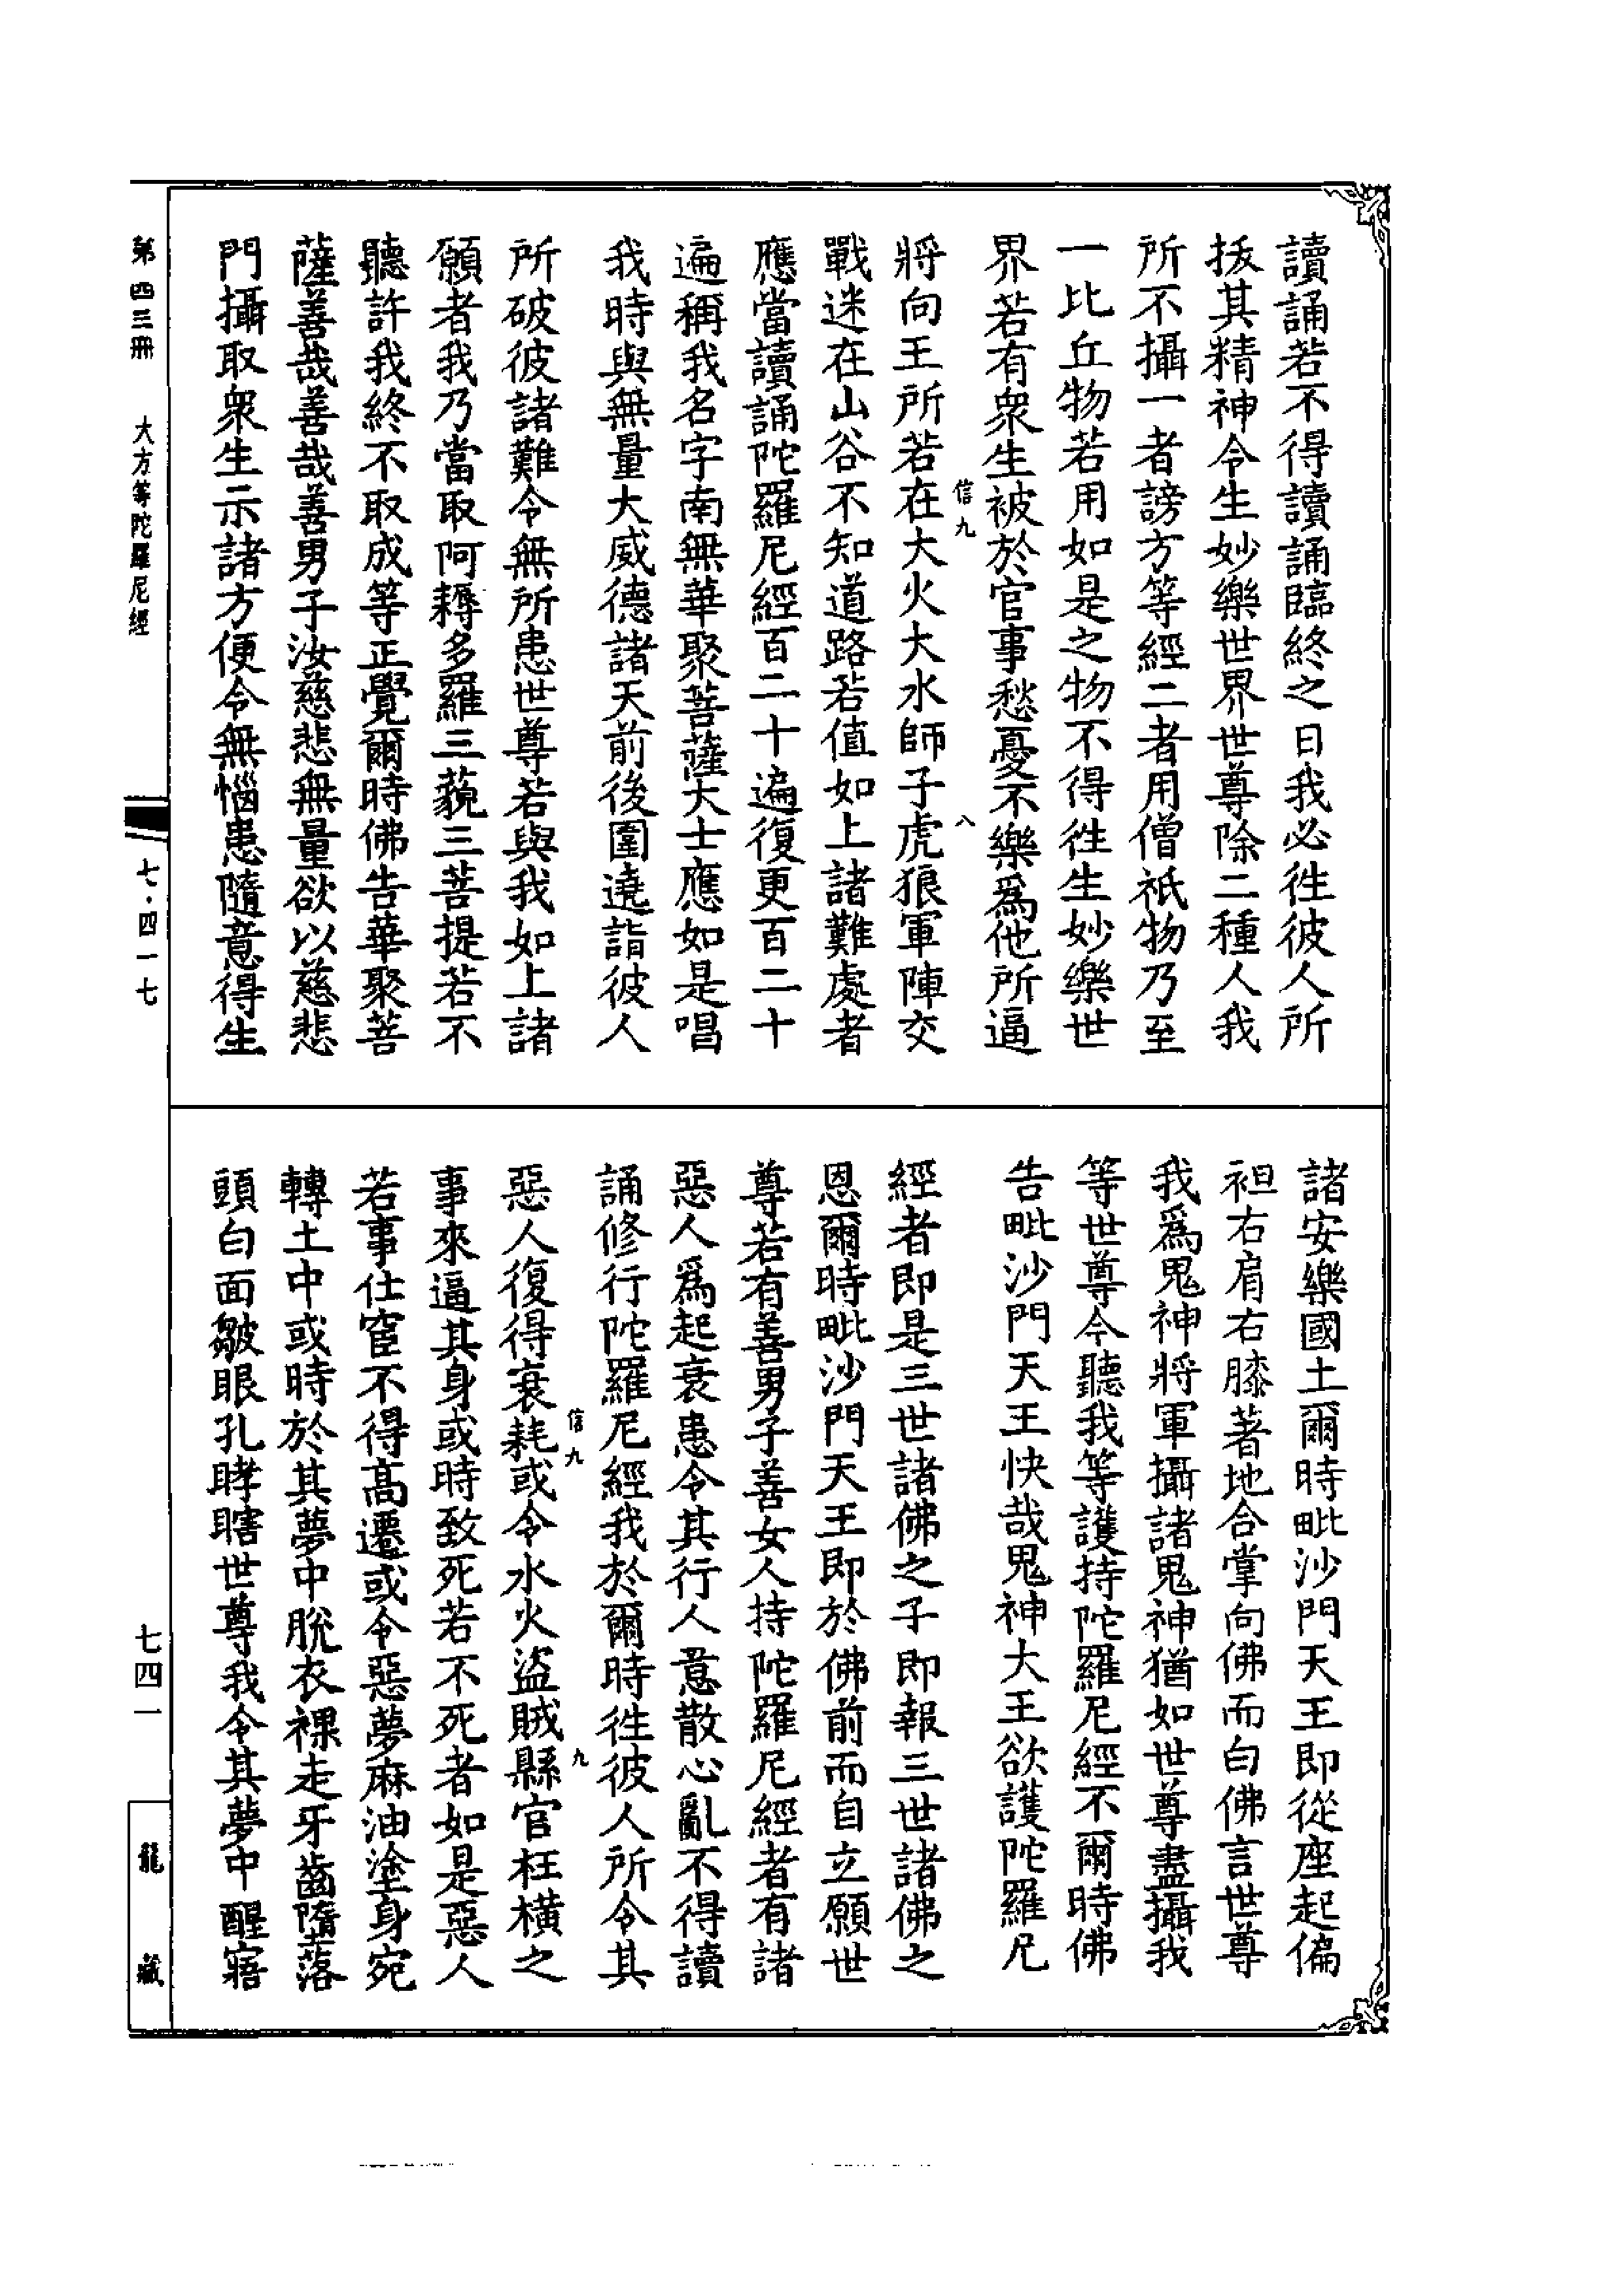 讀誦若不得讀誦臨終之日我必往彼人所
拔其精神令生妙樂世界世尊除二種人我
所不攝一者謗方等經二者用僧祇物乃至
一比丘物若用如是之物不得往生妙樂世
界若有衆生被於官事愁憂不樂爲他所逼
信九
八
將向王所若在大火大水師子虎狼軍陣交
戰迷在山谷不知道路若值如上諸難處者
應當讀誦陀羅尼經百二十遍復更百二十
遍稱我名字南無華聚菩薩大士應如是唱
我時與無量大威德諸天前後圍遶詣彼人
所破彼諸難令無所患世尊若與我如上諸
願者我乃當取阿耨多羅三藐三菩提若不
聽許我終不取成等正覺爾時佛告華聚菩
薩善哉善哉善男子汝慈悲無量欲以慈悲
門攝取衆生示諸方便令無惱患隨意得生
諸安樂國土爾時毗沙門天王即從座起偏
袒右肩右膝著地合掌向佛而白佛言世尊
我爲鬼神將軍攝諸鬼神猶如世尊盡攝我
等世尊今聽我等護持陀羅尼經不爾時佛
告毗沙門天王快哉鬼神大王欲護陀羅尼
經者即是三世諸佛之子即報三世諸佛之
恩爾時毗沙門天王即於佛前而自立願世
尊若有善男子善女人持陀羅尼經者有諸
惡人爲起衰患令其行人意散心亂不得讀
誦修行陀羅尼經我於爾時往彼人所令其
信九
九
惡人復得衰耗或令水火盜賊縣官枉橫之
事來逼其身或時致死若不死者如是惡人
若事仕宦不得高遷或令惡夢麻油塗身宛
轉土中或時於其夢中脫衣裸走牙齒墮落
頭白面皺眼孔睟瞎世尊我令其夢中醒寤
第四三冊
大方等陀羅尼經
七·四一七
七四一
龍藏